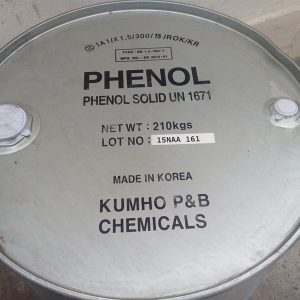 1A1/X1.5/300/15/ROK/KR
PHENOL
PHENOL SOLID UN 1671
NET WT : 210kgs
LOT NO : 15NAA 161
MADE IN KOREA
KUMHO P&B
CHEMICALS